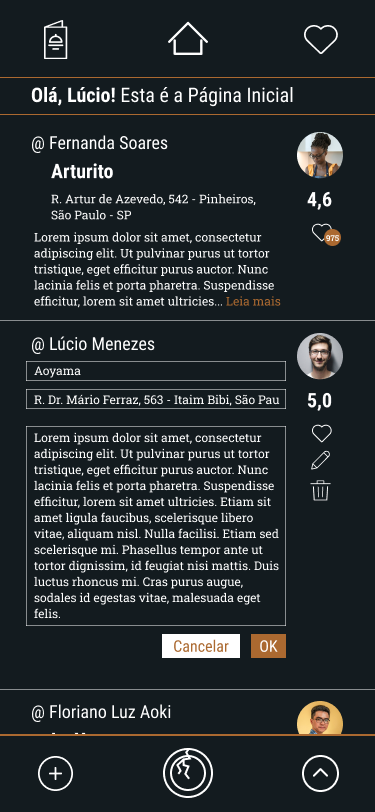 Olá, Lúcio! Esta é a Página Inicial
@ Fernanda Soares
Arturito
4,6
R. Artur de Azevedo, 542 - Pinheiros,
São Paulo - SP
975
Lorem ipsum dolor sit amet, consectetur
adipiscing elit. Ut pulvinar purus ut tortor
tristique, eget efficitur purus auctor. Nunc
lacinia felis et porta pharetra. Suspendisse
efficitur, lorem sit amet ultricies... Leia mais
@ Lúcio Menezes
Aoyama
R. Dr. Mário Ferraz, 563 - Itaim Bibi, São Pau
5,0
Lorem ipsum dolor sit amet, consectetur
adipiscing elit. Ut pulvinar purus ut tortor
tristique, eget efficitur purus auctor. Nunc
lacinia felis et porta pharetra. Suspendisse
efficitur, lorem sit amet ultricies. Etiam sit
amet ligula faucibus, scelerisque libero
vitae, aliquam nisl. Nulla facilisi. Etiam sed
scelerisque mi. Phasellus tempor ante ut
tortor dignissim, id feugiat nisi mattis. Duis
luctus rhoncus mi. Cras purus augue,
sodales id egestas vitae, malesuada eget
felis.
Cancelar OK
@ Floriano Luz Aoki